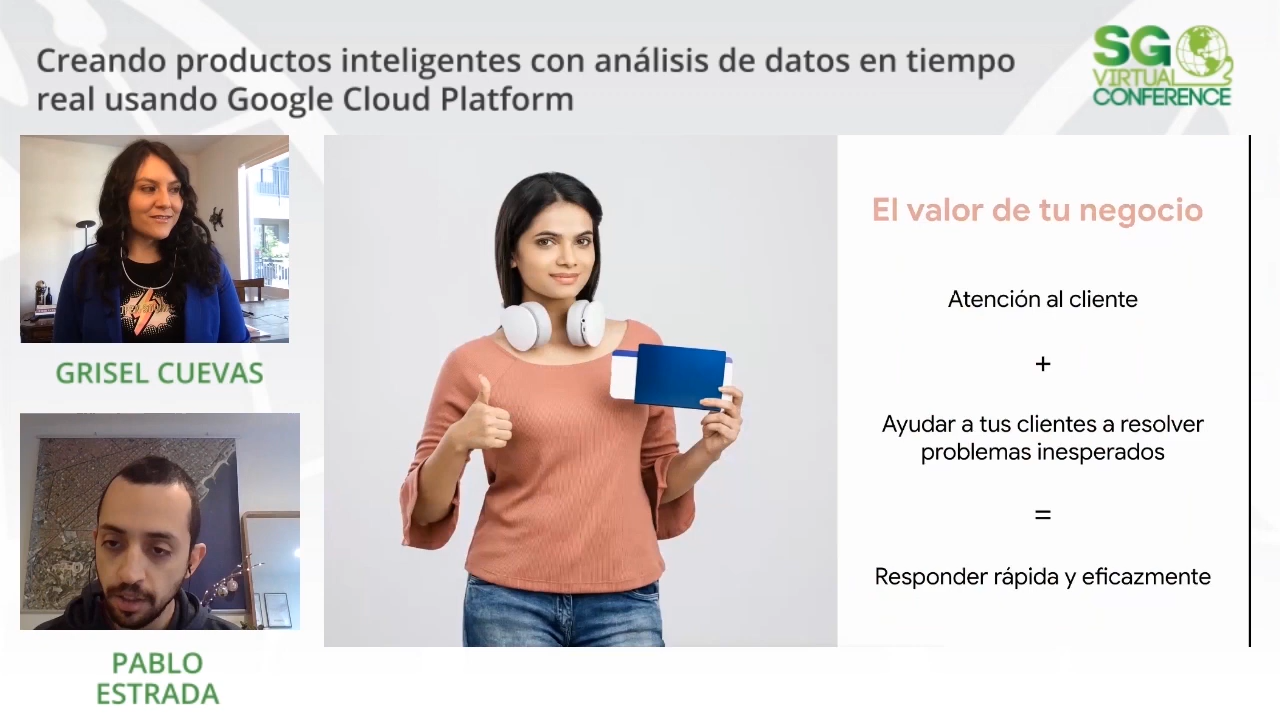 Creando productos inteligentes con análisis de datos en tiempo
real usando Google Cloud Platform
SG
VIRTUAL
CONFERENCE
GRISEL CUEVAS
PABLO
ESTRADA
El valor de tu negocio
Atención al cliente
+
Ayudar a tus clientes a resolver
problemas inesperados
=
Responder rápida y eficazmente